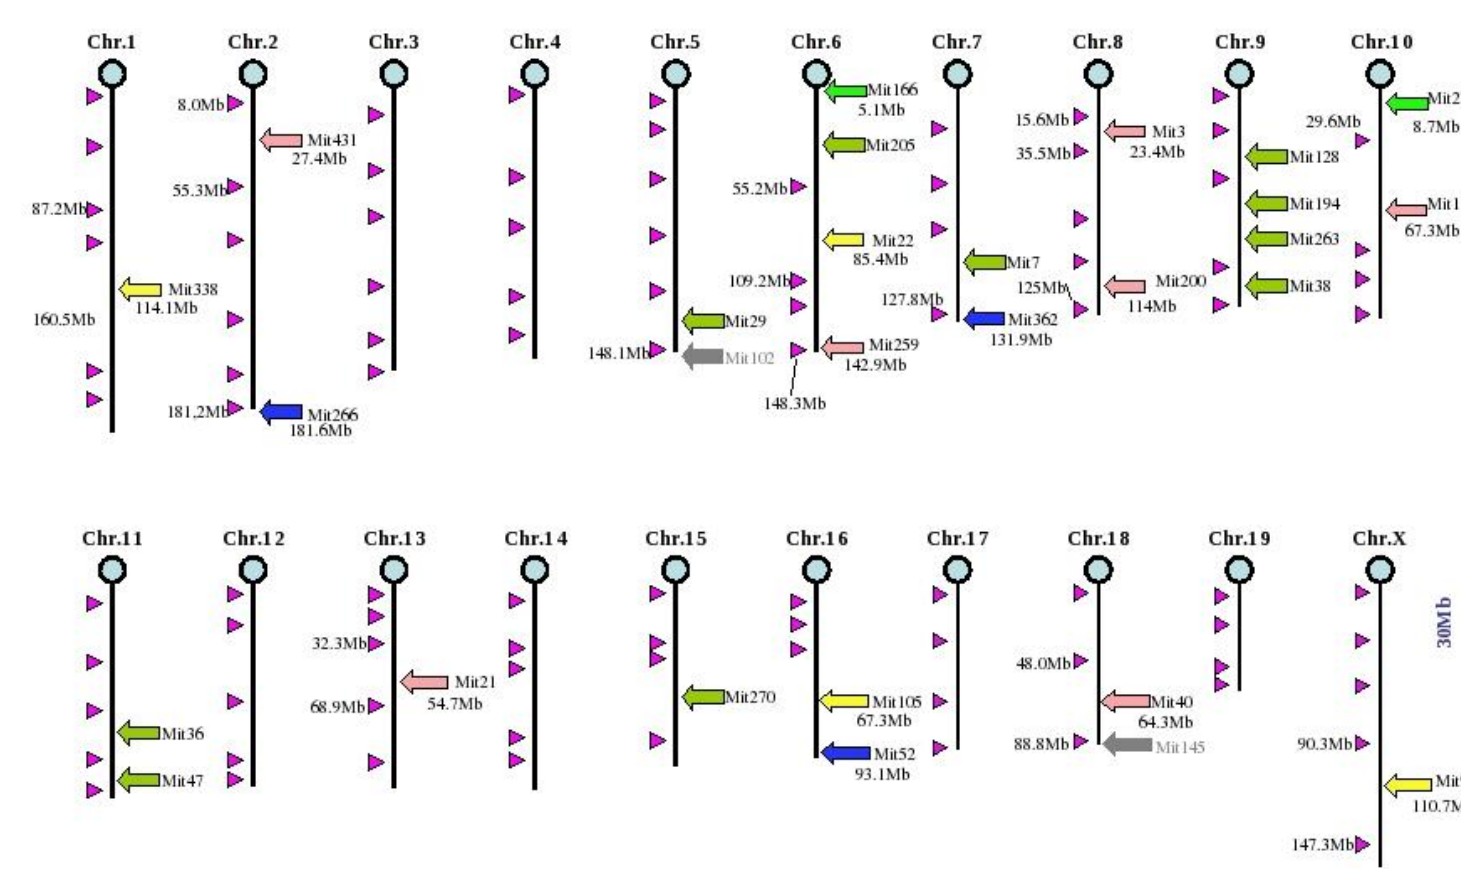 Chr.1 Chr.2 Chr.3 Chr.4 Chr.5 Chr.6 Chr.7 Chr.8 Chr.9 Chr.10
8.0Mb
Mit166
5.1Mb
Mit2
8.7Mb
15.6Mb
29.6Mb
Mit431
27.4Mb
Mit3
23.4Mb
Mit205
35.5Mb
Mit128
55.3Mb
55.2Mb
87.2Mb
Mit194
Mit1
67.3Mb
Mit22
85.4Mb
Mit263
Mit7
109.2Mb
Mit338
114.1Mb
127.8Mb
125Mb
Mit200
114Mb
Mit38
160.5Mb
Mit29
Mit362
131.9Mb
148.1Mb
Mit102
Mit259
142.9Mb
148.3Mb
181.2Mb
Mit266
181.6Mb
Chr.11 Chr.12 Chr.13 Chr.14 Chr.15 Chr.16 Chr.17 Chr.18 Chr.19 Chr.X
30Mb
32.3Mb
48.0Mb
Mit21
54.7Mb
68.9Mb
Mit270
Mit105
67.3Mb
Mit40
64.3Mb
Mit36
88.8Mb
Mit145
90.3Mb
Mit52
93.1Mb
Mit47
Mit
110.7M
147.3Mb